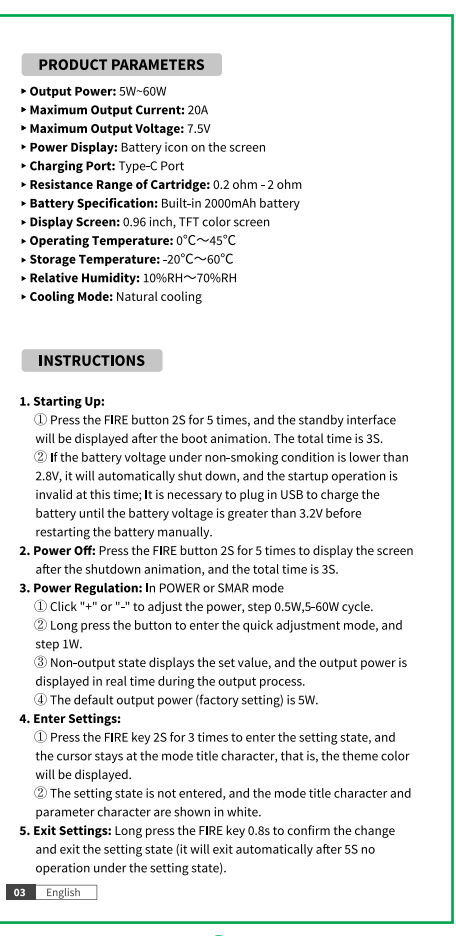 PRODUCT PARAMETERS
▸ Output Power: 5W~60W
▸ Maximum Output Current: 20A
▸ Maximum Output Voltage: 7.5V
▸ Power Display: Battery icon on the screen
▸ Charging Port: Type-C Port
▸ Resistance Range of Cartridge: 0.2 ohm - 2 ohm
▸ Battery Specification: Built-in 2000mAh battery
▸ Display Screen: 0.96 inch, TFT color screen
▸ Operating Temperature: 0℃～45℃
▸ Storage Temperature: -20℃～60℃
▸ Relative Humidity: 10%RH～70%RH
▸ Cooling Mode: Natural cooling
INSTRUCTIONS
1. Starting Up:
① Press the FIRE button 2S for 5 times, and the standby interface
will be displayed after the boot animation. The total time is 3S.
② If the battery voltage under non-smoking condition is lower than
2.8V, it will automatically shut down, and the startup operation is
invalid at this time; It is necessary to plug in USB to charge the
battery until the battery voltage is greater than 3.2V before
restarting the battery manually.
2. Power Off: Press the FIRE button 2S for 5 times to display the screen
after the shutdown animation, and the total time is 3S.
3. Power Regulation: In POWER or SMAR mode
① Click "+" or "-" to adjust the power, step 0.5W,5-60W cycle.
② Long press the button to enter the quick adjustment mode, and
step 1W.
③ Non-output state displays the set value, and the output power is
displayed in real time during the output process.
④ The default output power (factory setting) is 5W.
4. Enter Settings:
① Press the FIRE key 2S for 3 times to enter the setting state, and
the cursor stays at the mode title character, that is, the theme color
will be displayed.
② The setting state is not entered, and the mode title character and
parameter character are shown in white.
5. Exit Settings: Long press the FIRE key 0.8s to confirm the change
and exit the setting state (it will exit automatically after 5S no
operation under the setting state).
03 English